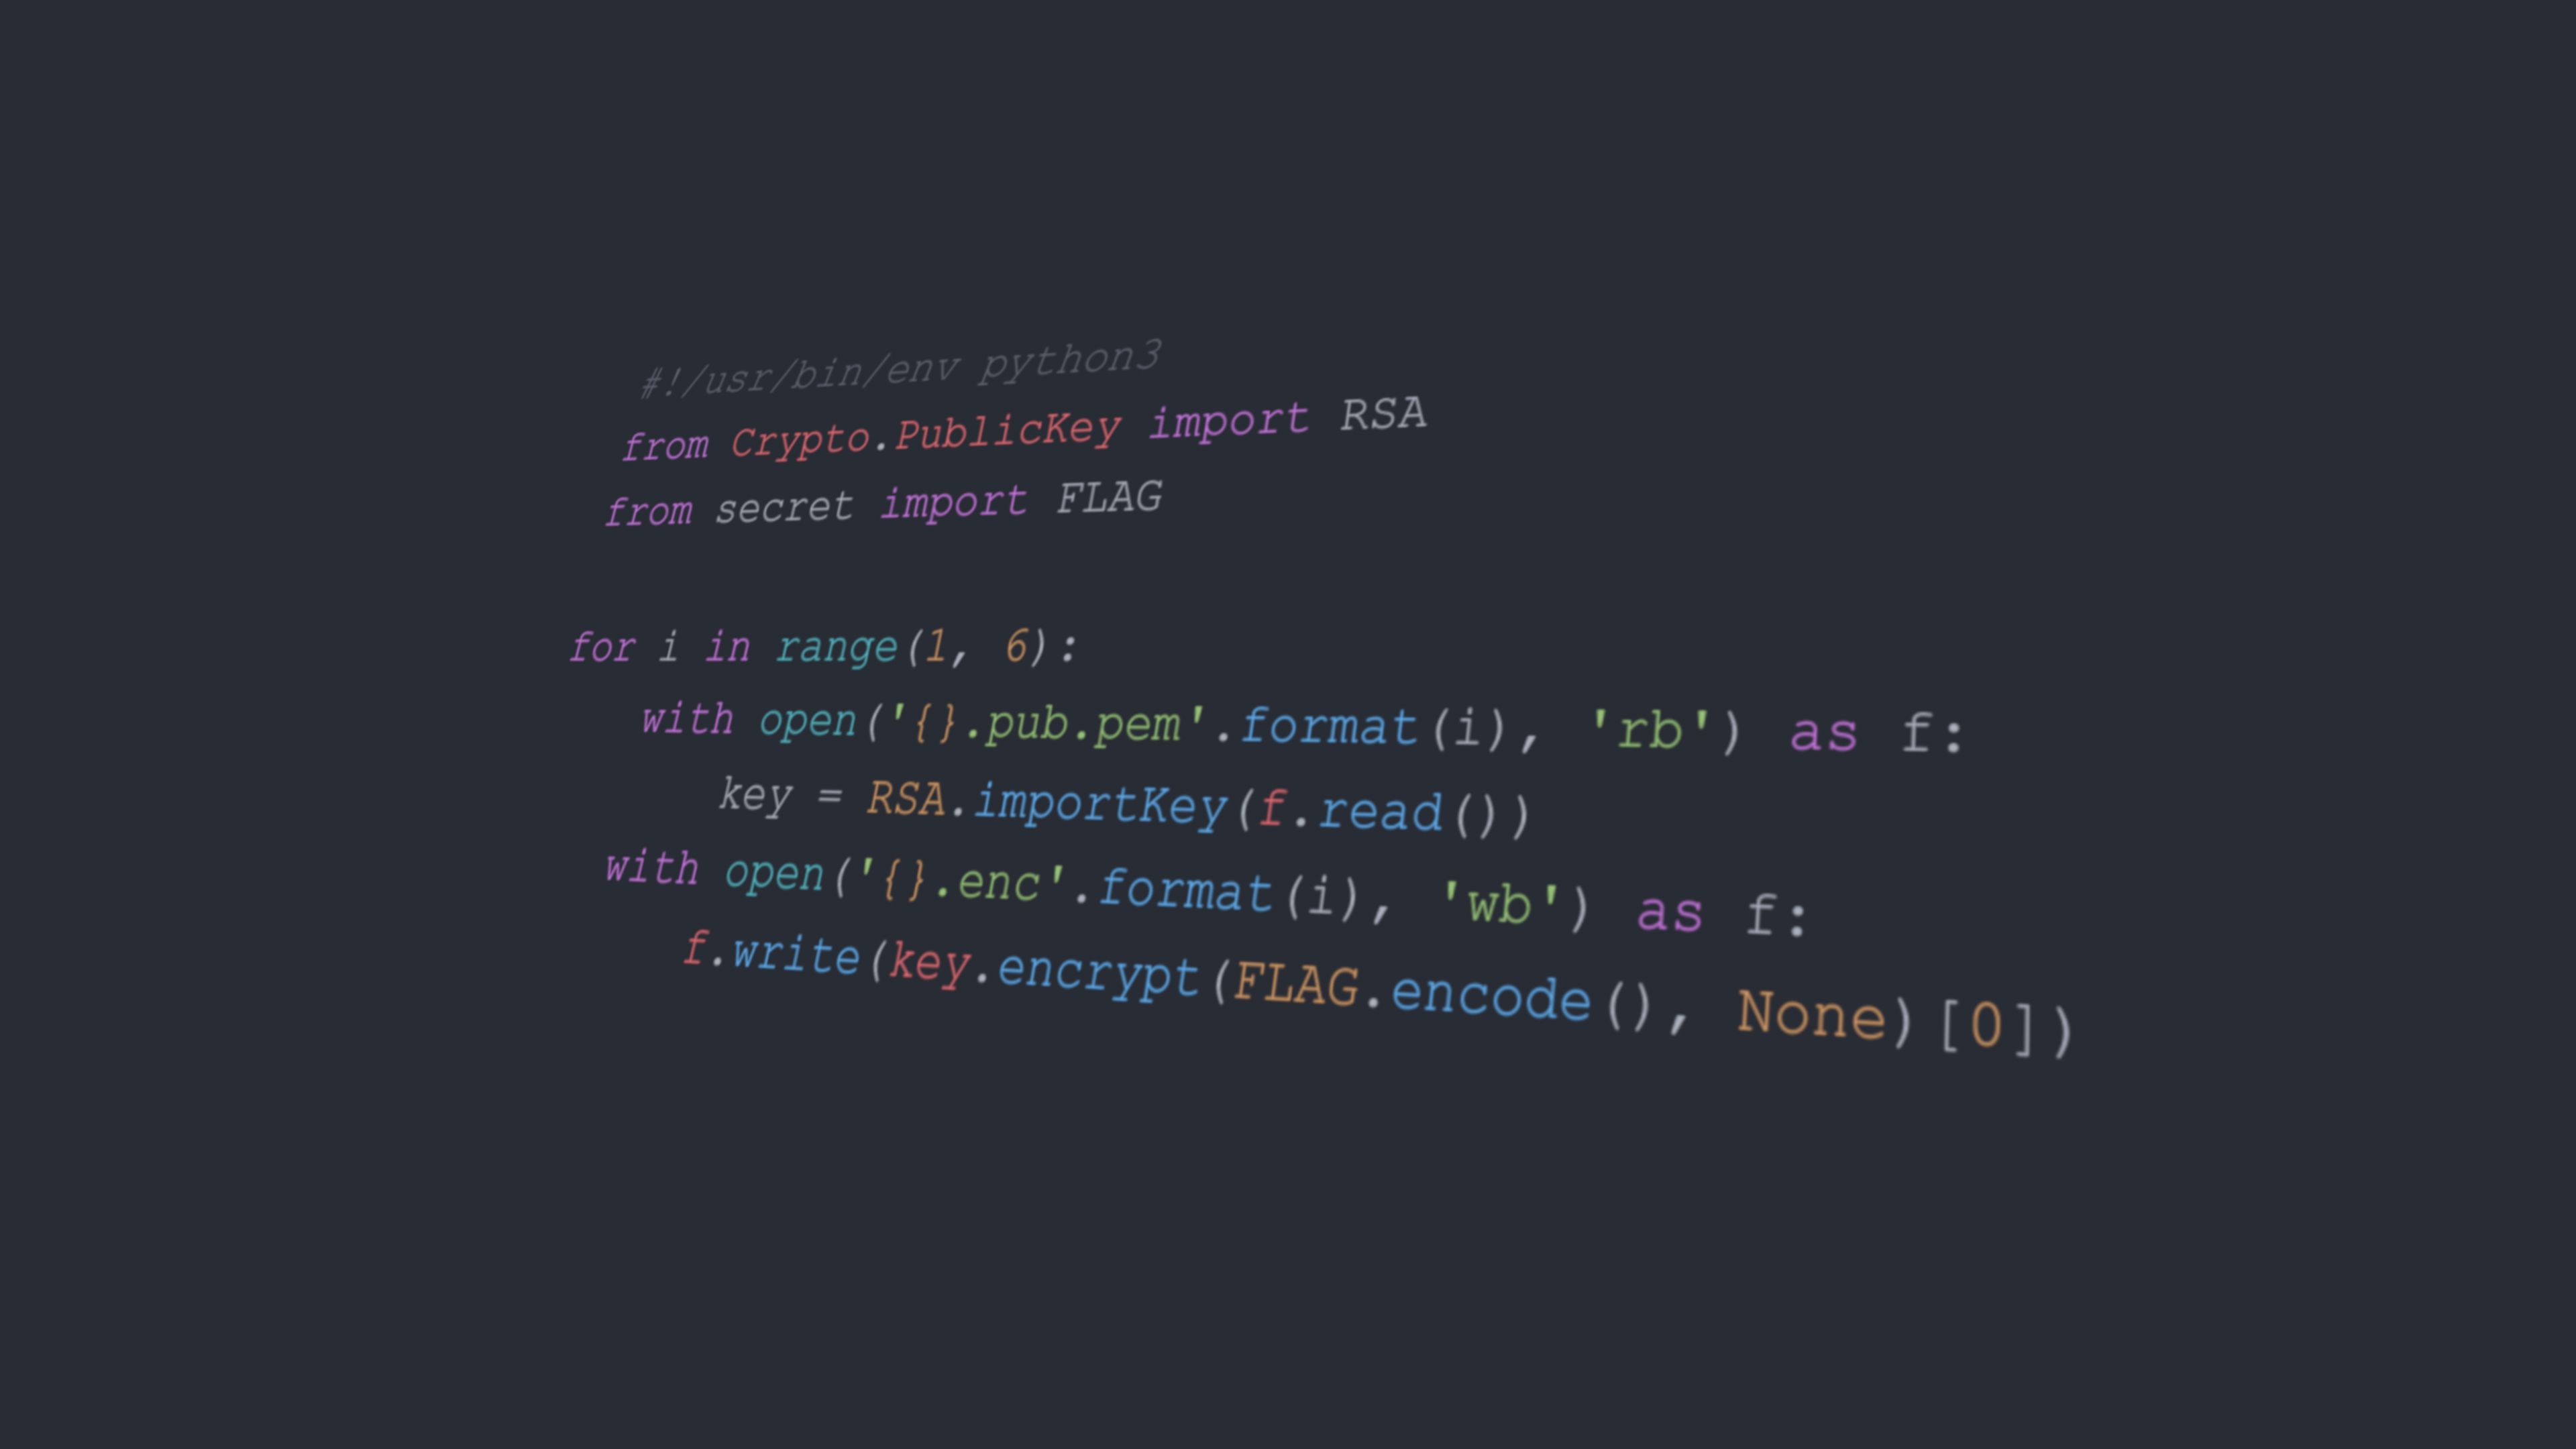 #!/usr/bin/env python3
from Crypto.PublicKey import RSA
from secret import FLAG

for i in range(1, 6):
    with open('{}.pub.pem'.format(i), 'rb') as f:
        key = RSA.importKey(f.read())
    with open('{}.enc'.format(i), 'wb') as f:
        f.write(key.encrypt(FLAG.encode(), None)[0])